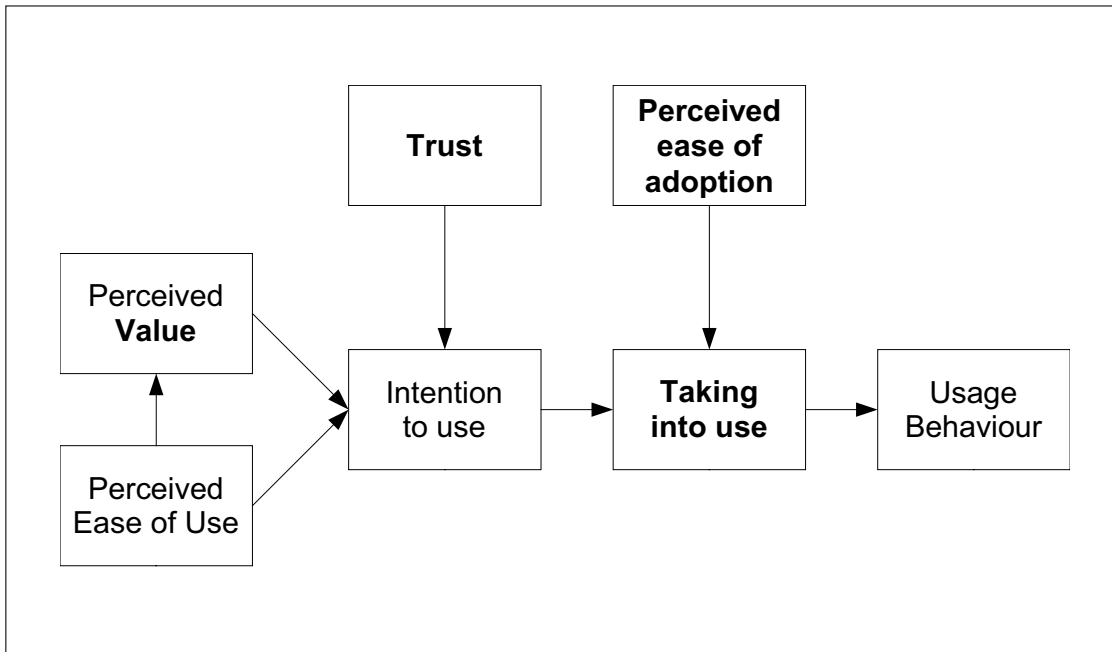 Trust
Perceived
ease of
adoption
Perceived
Value
Intention
to use
Taking
into use
Usage
Behaviour
Perceived
Ease of Use